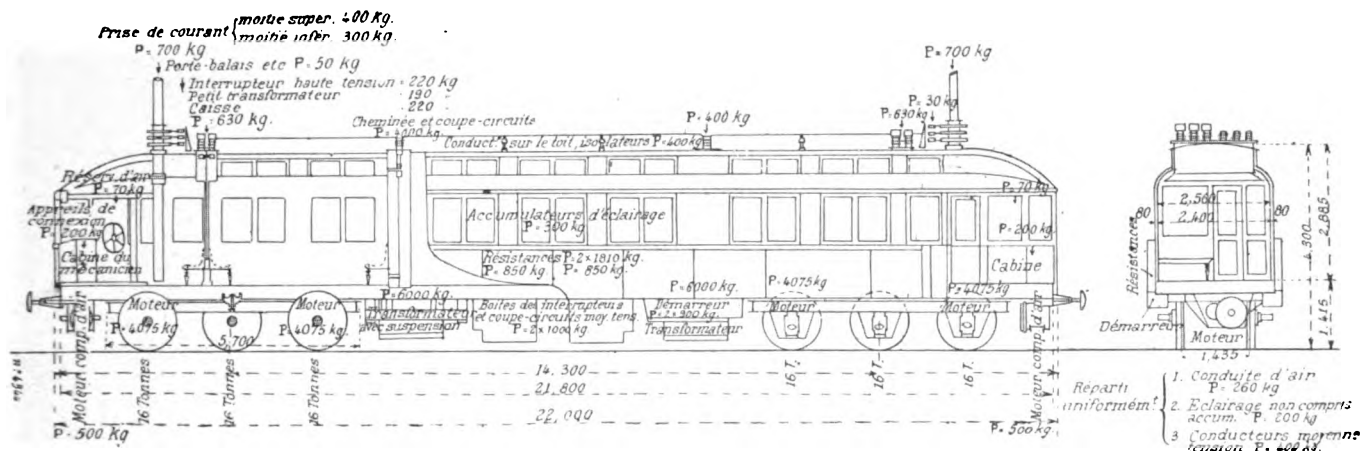 Prise de courant { moitié super. 400 kg.
moitié infér. 300 kg.
P = 700 kg
Porte-balais etc P = 50 kg
Interrupteur haute tension = 220 kg
Petit transformateur 190 "
Caisse 220 "
P = 630 kg.
Cheminée et coupe-circuits
P = 4000 kg.
Conduct. sur le toit, isolateurs P = 400 kg
P = 400 kg
P = 700 kg
P = 30 kg
P = 630 kg
Réserv. d'air
P = 70 kg
Appareils de
connexion
P = 200 kg
Cabine du
mécanicien
Accumulateurs d'éclairage
P = 300 kg
P = 70 kg
P = 200 kg
Cabine
Résistances P = 2 x 1810 kg.
P = 850 kg. P = 850 kg.
P = 6000 kg.
P = 6000 kg.
P = 4075 kg
P = 4075 kg
Moteur
Moteur
Moteur
Moteur
P = 4075 kg
P = 4075 kg
Transformateur
avec suspension
Boites des interrupteurs
et coupe-circuits moy. tens.
P = 2 x 1000 kg.
Démarreur
P = 2 x 900 kg.
Transformateur
5,700
14.300
21.800
22,000
Moteur comp. d'air
16 Tonnes
16 Tonnes
16 Tonnes
16 T.
16 T.
16 T.
Moteur comp. d'air
P = 500 kg
P = 500 kg.
Résistances
80
2,560
2,400
80
4.300
2,885
1.415
Démarreur
Moteur
1,435
Réparti
uniformémt. {
1. Conduite d'air
P = 260 kg
2. Eclairage non compris
accum. P = 200 kg
3 Conducteurs moyenne
tension P = 400 kg.